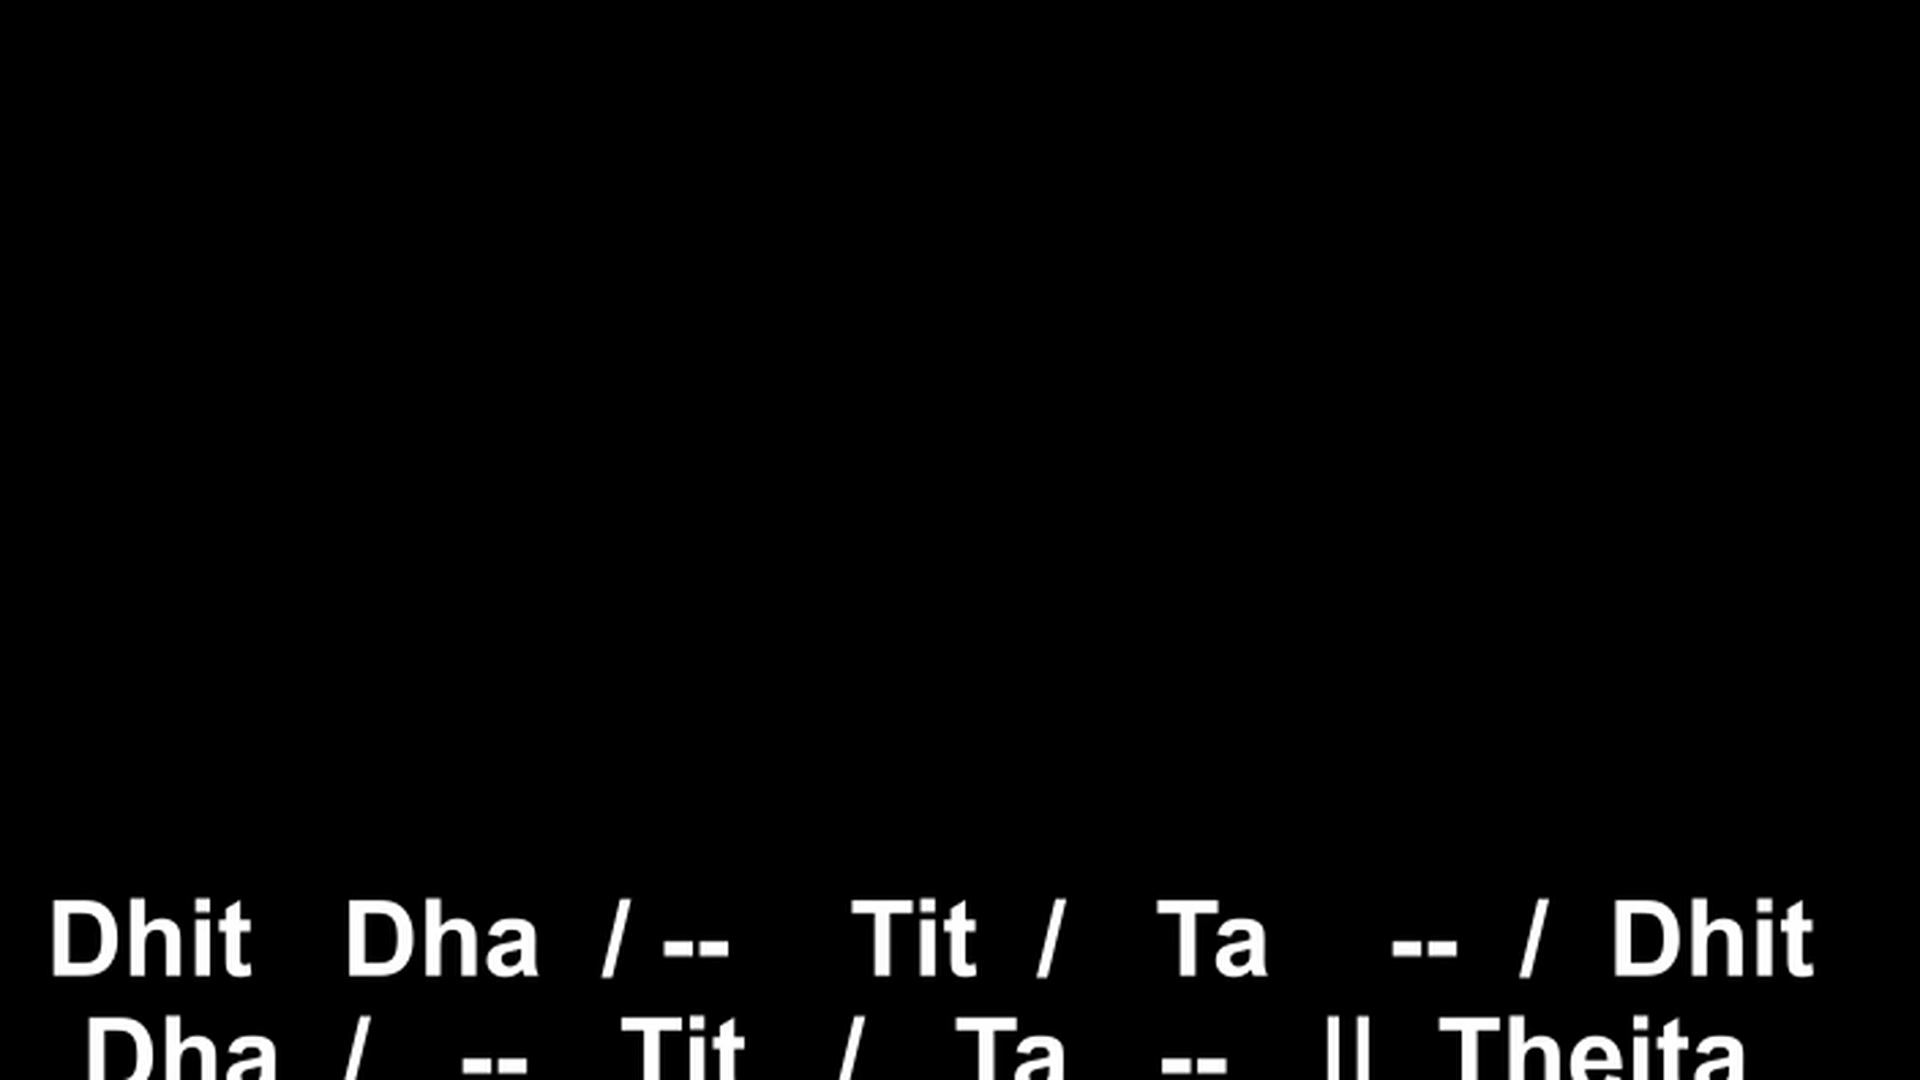 Dhit Dha / -- Tit / Ta -- / Dhit
Dha / -- Tit / Ta -- || Theita